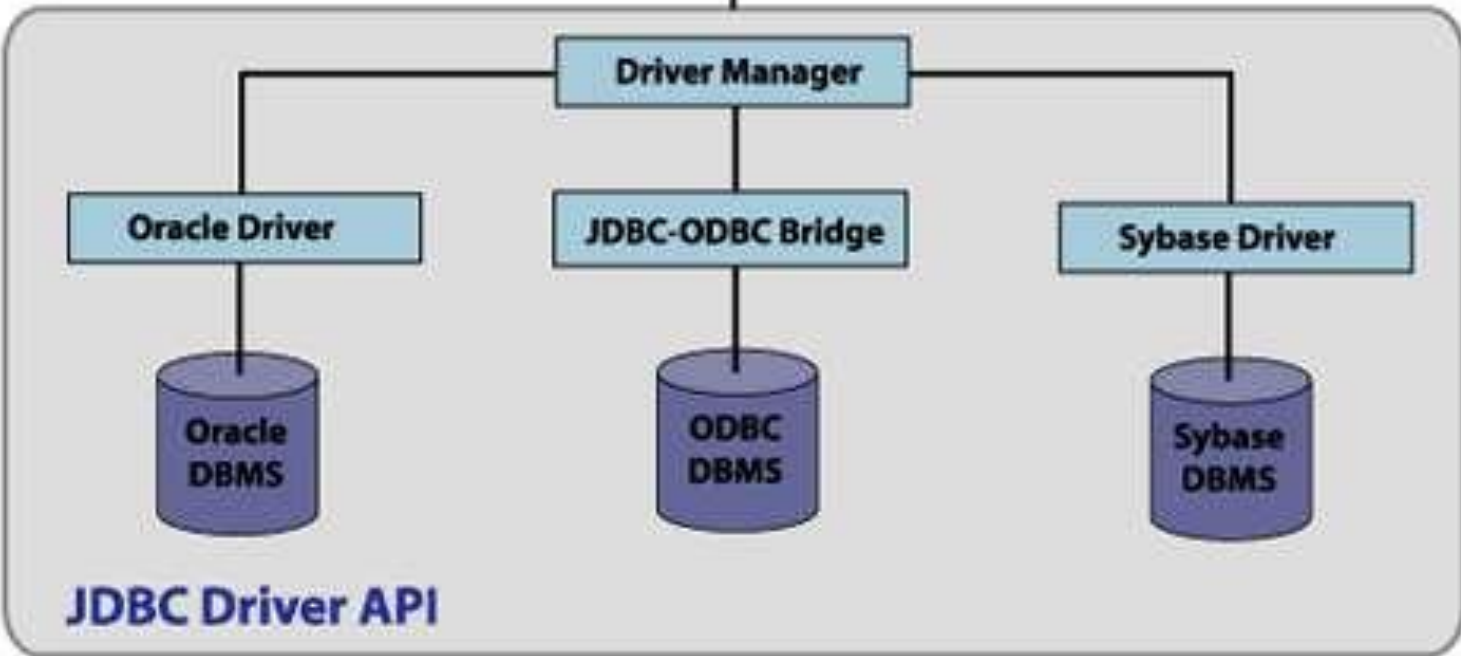 Driver Manager
Oracle Driver
JDBC-ODBC Bridge
Sybase Driver
Oracle
DBMS
ODBC
DBMS
Sybase
DBMS
JDBC Driver API